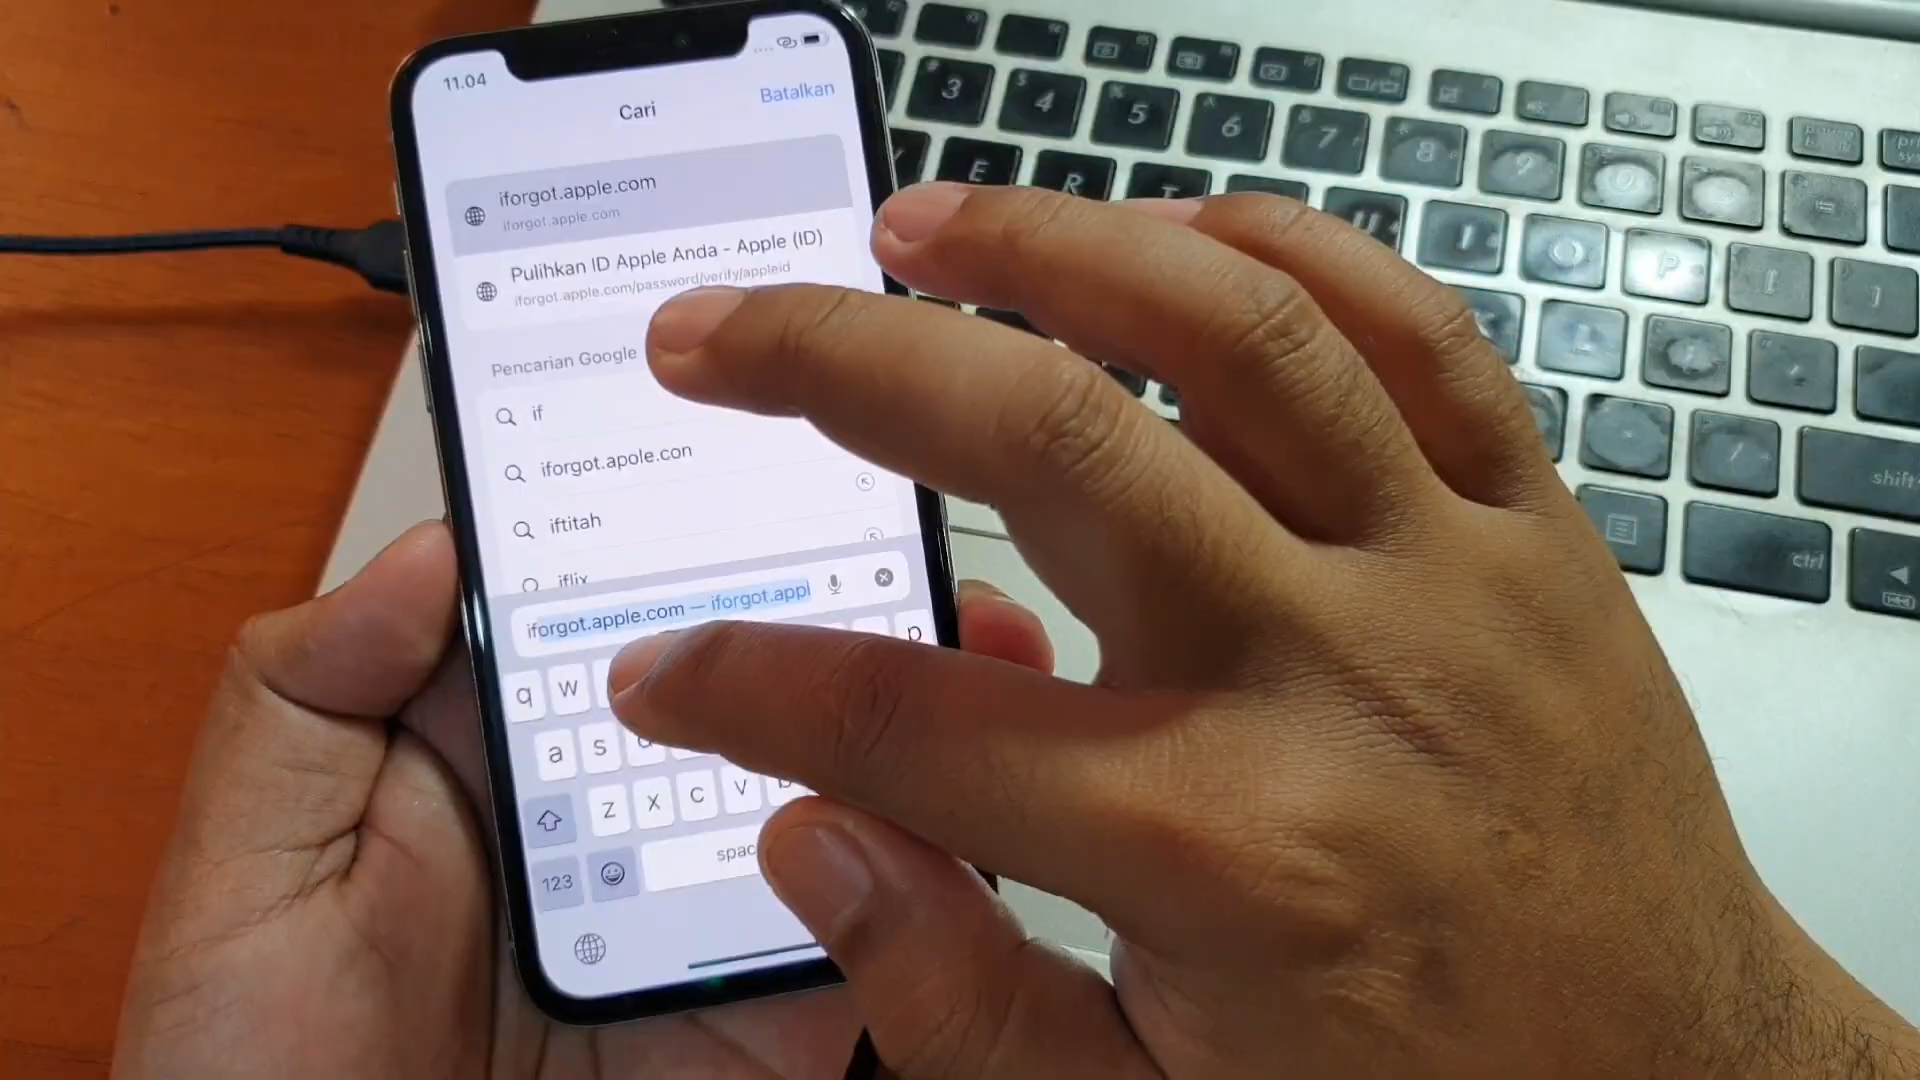 11.04
Cari
Batalkan
iforgot.apple.com
iforgot.apple.com
Pulihkan ID Apple Anda - Apple (ID)
iforgot.apple.com/password/verify/appleid
Pencarian Google
if
iforgot.apole.con
iftitah
iflix
iforgot.apple.com — iforgot.appl
q w p
a s d
z x c v b
123 spac
3 4 5 6 7 8 9 0
E R T U I O P [ ]
shift
ctrl